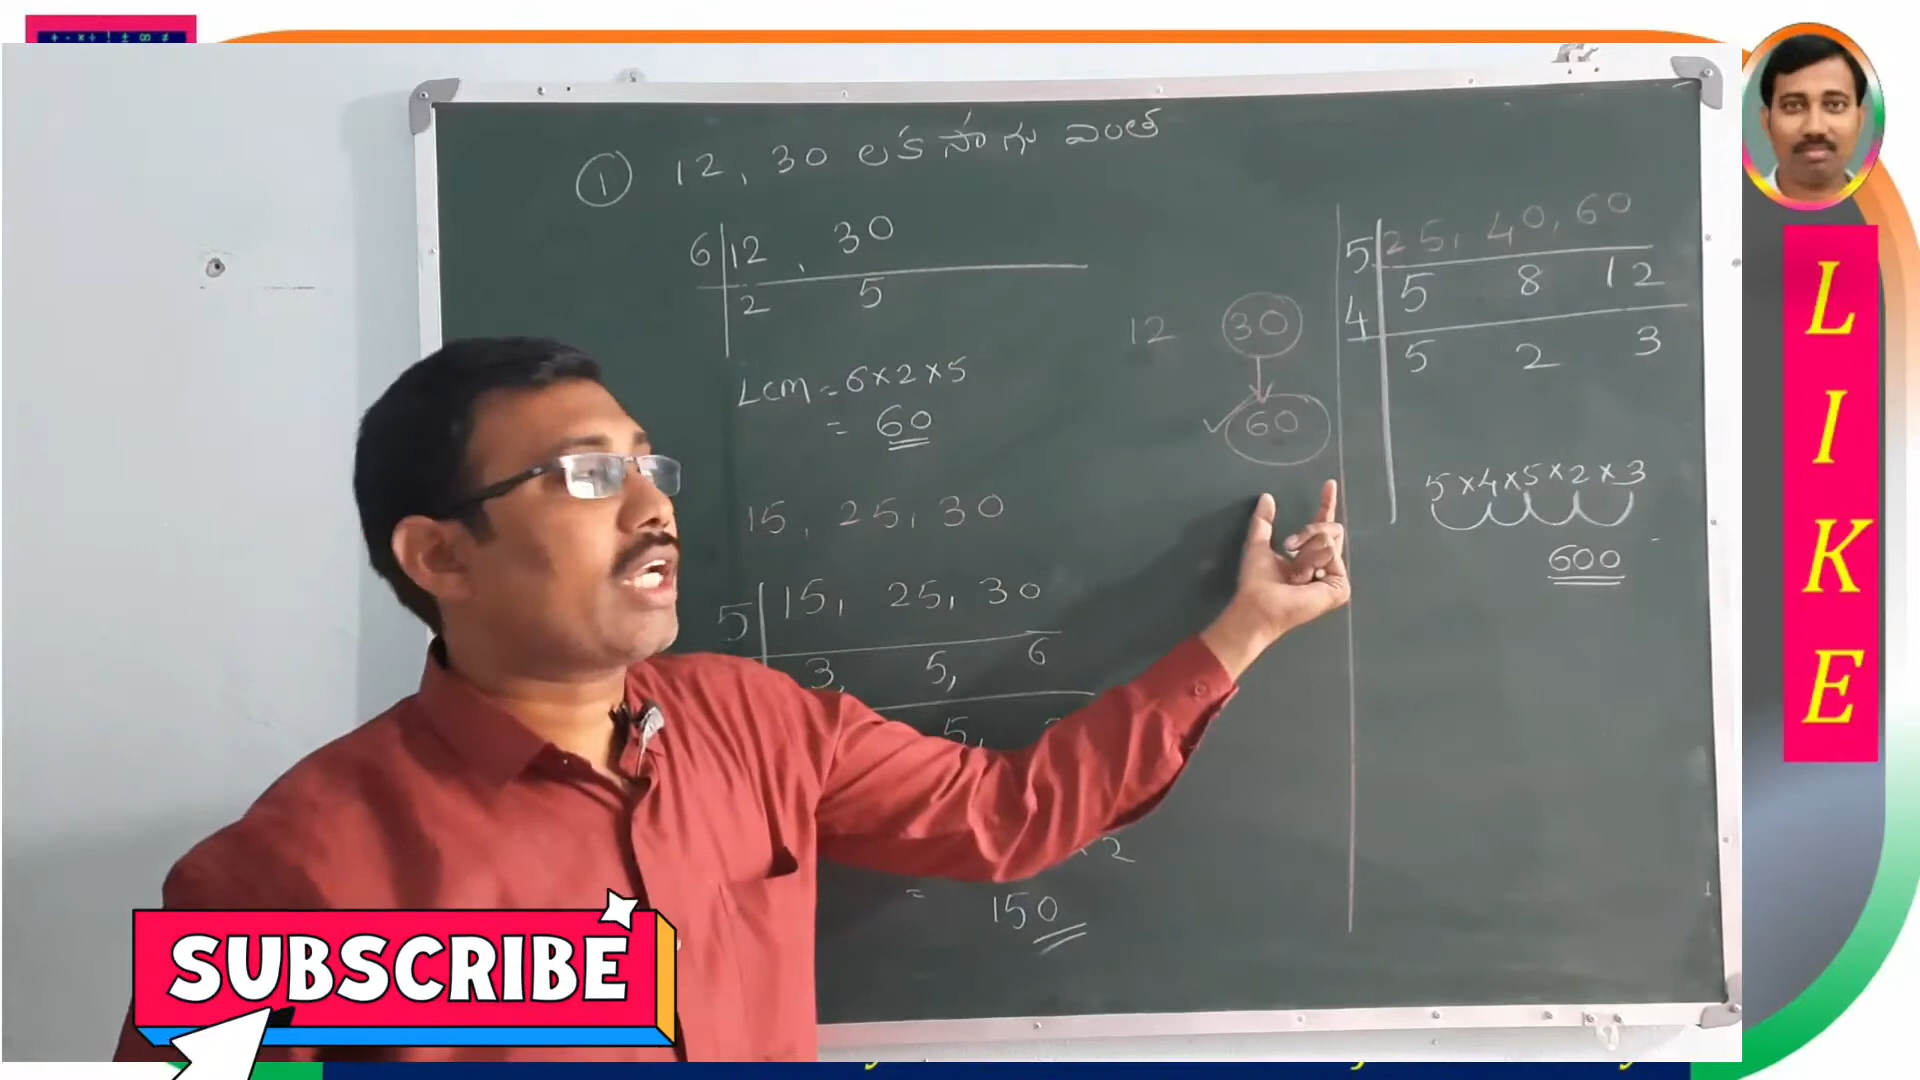 ① 12, 30 ల క సా గు ఎంత
6 12, 30
2 5
LCM = 6×2×5
= 60
15, 25, 30
5 15, 25, 30
3, 5, 6
5,
× 2
= 150
12 30
60
5 25, 40, 60
4 5 8 12
5 2 3
5×4×5×2×3
600
LIKE
SUBSCRIBE